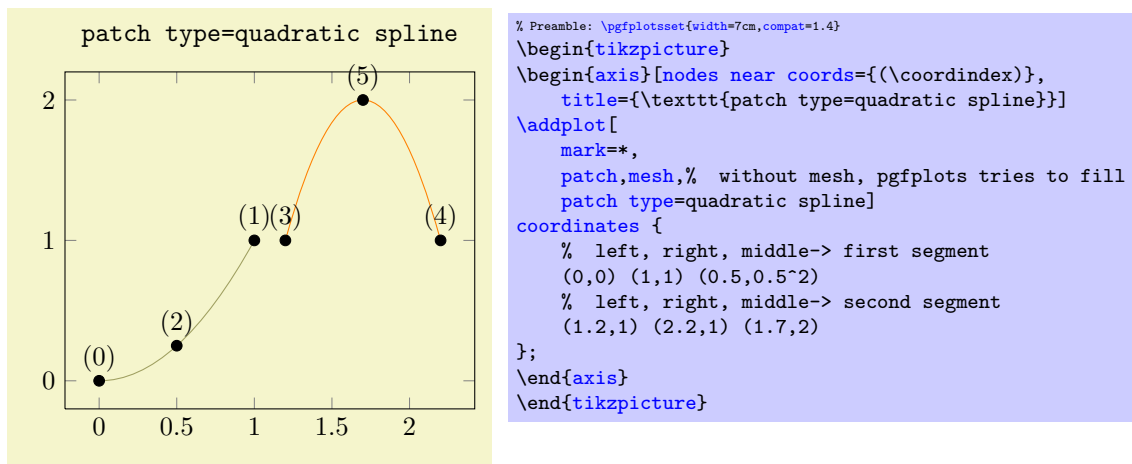 patch type=quadratic spline
(5)
2
(1)(3)
(4)
1
(2)
(0)
0
0 0.5 1 1.5 2
% Preamble: \pgfplotsset{width=7cm,compat=1.4}
\begin{tikzpicture}
\begin{axis}[nodes near coords={(\coordindex)},
    title={\texttt{patch type=quadratic spline}}]
\addplot[
    mark=*,
    patch,mesh,%  without mesh, pgfplots tries to fill
    patch type=quadratic spline]
coordinates {
    %  left, right, middle-> first segment
    (0,0) (1,1) (0.5,0.5^2)
    %  left, right, middle-> second segment
    (1.2,1) (2.2,1) (1.7,2)
};
\end{axis}
\end{tikzpicture}